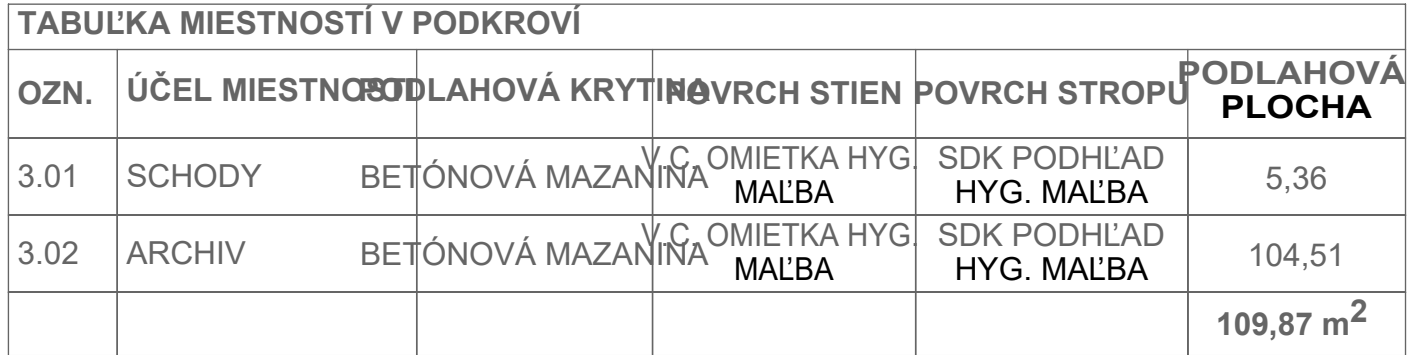 TABUĽKA MIESTNOSTÍ V PODKROVÍ
OZN. ÚČEL MIESTNOSTI PODLAHOVÁ KRYTINA POVRCH STIEN POVRCH STROPU PODLAHOVÁ
PLOCHA
3.01 SCHODY BETÓNOVÁ MAZANINA V.C. OMIETKA HYG. SDK PODHĽAD 5,36
MAĽBA HYG. MAĽBA
3.02 ARCHIV BETÓNOVÁ MAZANINA V.C. OMIETKA HYG. SDK PODHĽAD 104,51
MAĽBA HYG. MAĽBA
109,87 m²